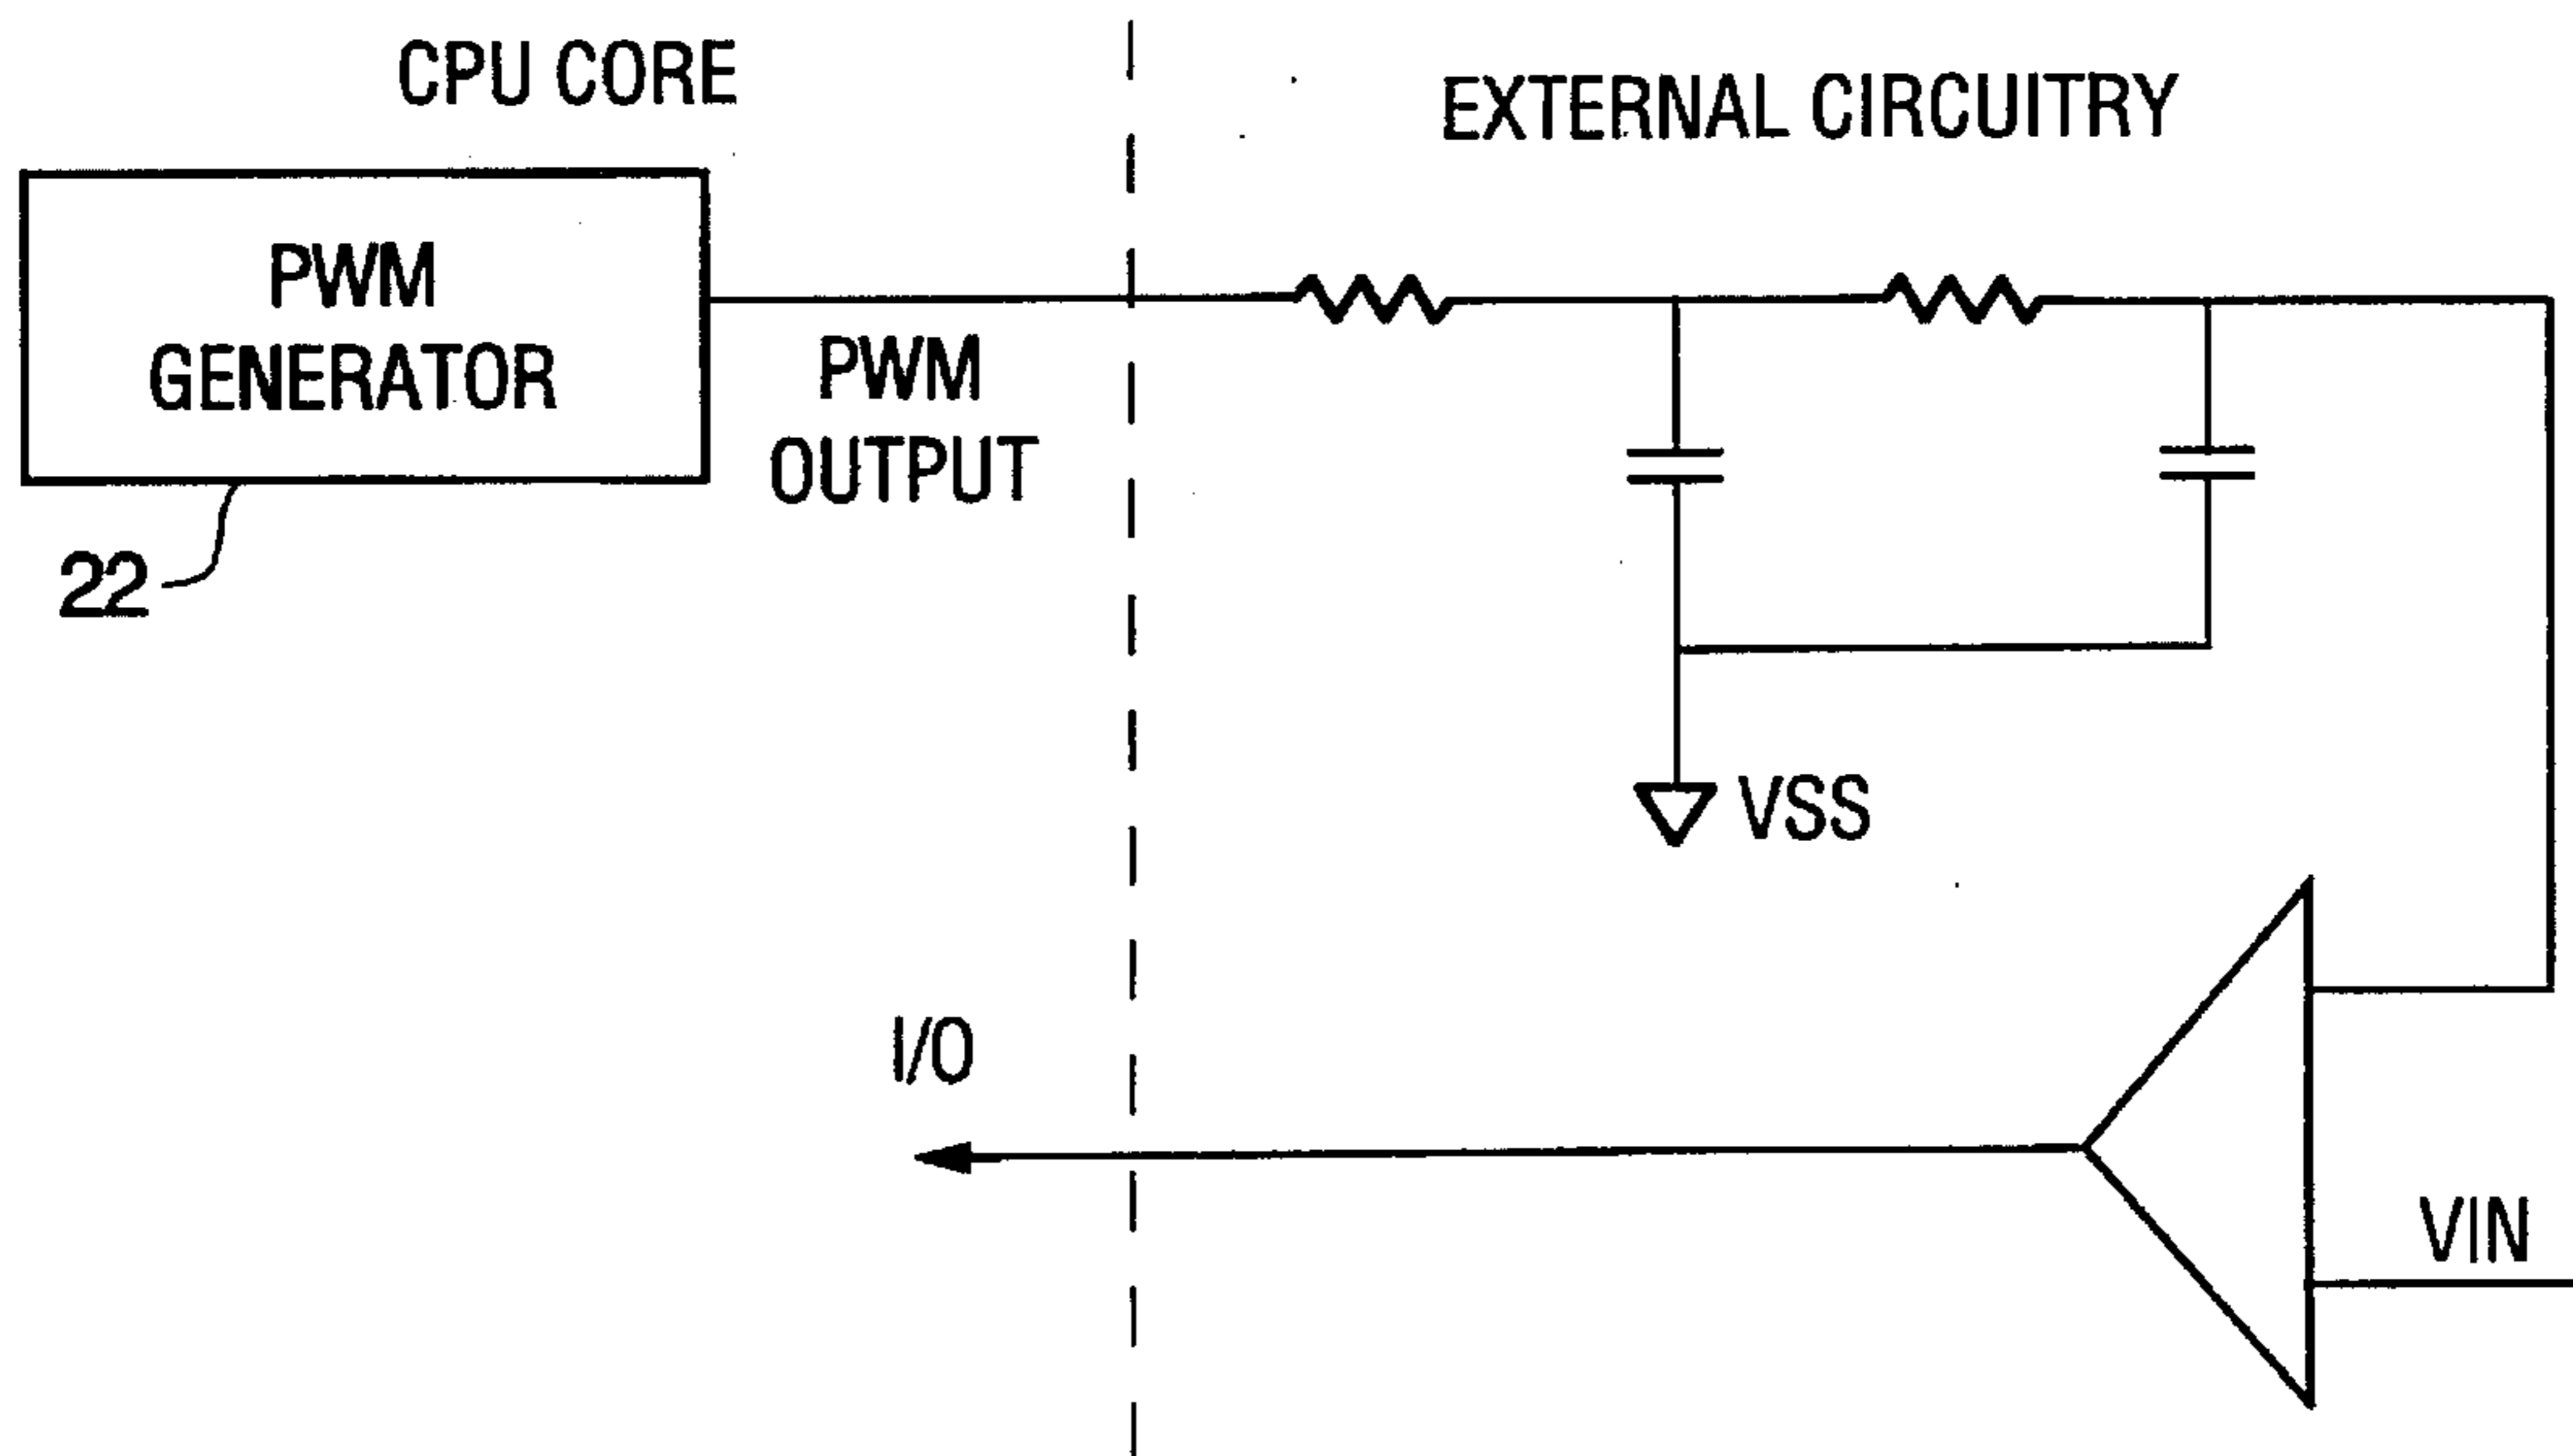 CPU CORE
EXTERNAL CIRCUITRY
PWM
GENERATOR
PWM
OUTPUT
22
VSS
I/O
VIN